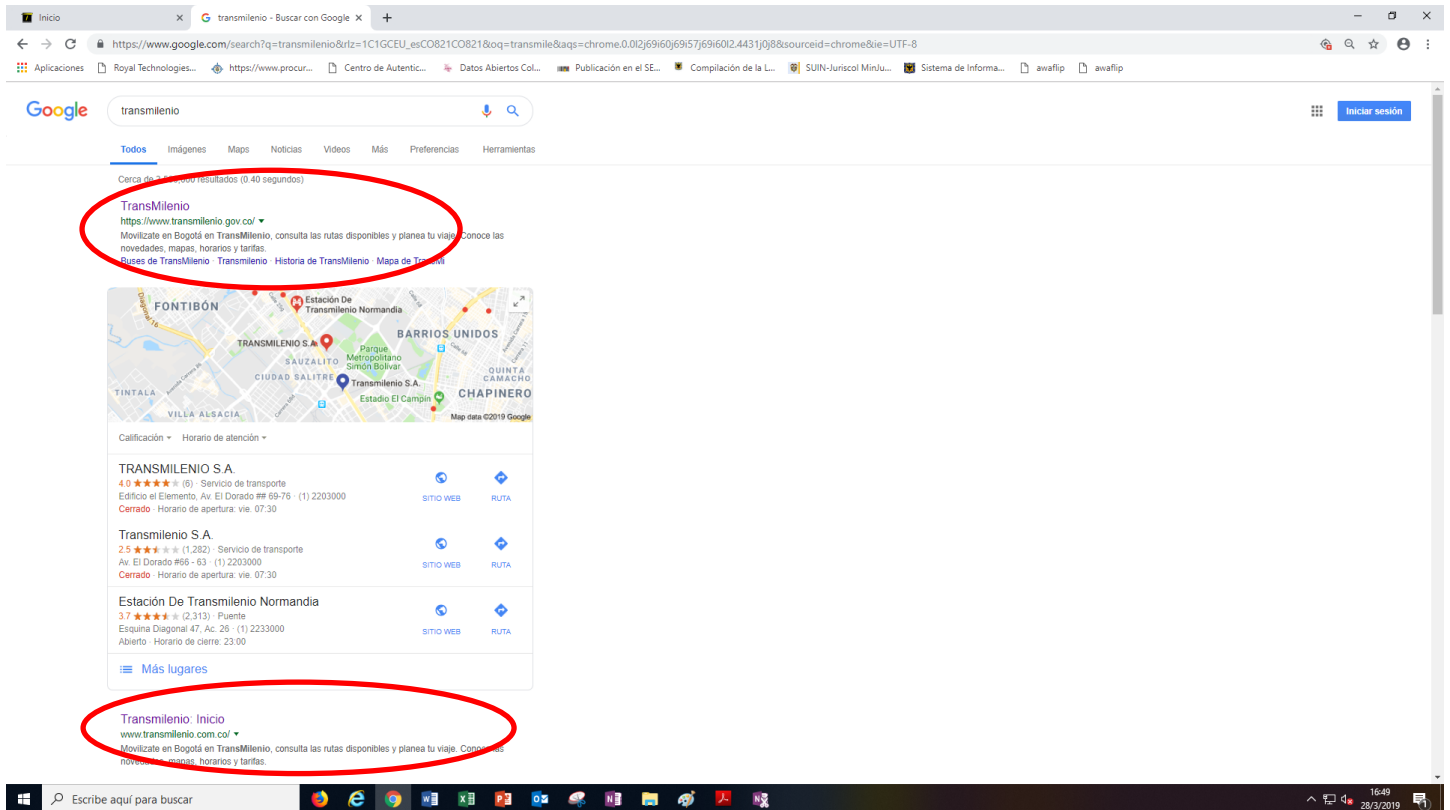 Inicio
transmilenio - Buscar con Google
https://www.google.com/search?q=transmilenio&rlz=1C1GCEU_esCO821CO821&oq=transmile&aqs=chrome.0.0l2j69i60j69i57j69i60l2.4431j0j8&sourceid=chrome&ie=UTF-8
Aplicaciones Royal Technologies... https://www.procur... Centro de Autentic... Datos Abiertos Col... Publicación en el SE... Compilación de la L... SUIN-Juriscol MinJu... Sistema de Informa... awaflip awaflip
Google transmilenio
Iniciar sesión
Todos Imágenes Maps Noticias Videos Más Preferencias Herramientas
Cerca de resultados (0.40 segundos)
TransMilenio
https://www.transmilenio.gov.co/
Movilizate en Bogotá en TransMilenio, consulta las rutas disponibles y planea tu viaje. Conoce las
novedades, mapas, horarios y tarifas.
Buses de TransMilenio · Transmilenio · Historia de TransMilenio · Mapa de TransMi
Diagonal 16
FONTIBÓN
Estación De
Transmilenio Normandia
BARRIOS UNIDOS
TRANSMILENIO S.A.
Parque
Metropolitano
Simón Bolívar
SAUZALITO
CIUDAD SALITRE
QUINTA
CAMACHO
Transmilenio S.A.
TINTALA
Estadio El Campin
CHAPINERO
VILLA ALSACIA
Map data ©2019 Google
Calificación Horario de atención
TRANSMILENIO S.A.
4.0 (6) · Servicio de transporte
Edificio el Elemento, Av. El Dorado ## 69-76 · (1) 2203000
Cerrado · Horario de apertura: vie. 07:30
SITIO WEB RUTA
Transmilenio S.A.
2.5 (1,282) · Servicio de transporte
Av. El Dorado #66 - 63 · (1) 2203000
Cerrado · Horario de apertura: vie. 07:30
SITIO WEB RUTA
Estación De Transmilenio Normandia
3.7 (2,313) · Puente
Esquina Diagonal 47, Ac. 26 · (1) 2233000
Abierto · Horario de cierre: 23:00
SITIO WEB RUTA
Más lugares
Transmilenio: Inicio
www.transmilenio.com.co/
Movilizate en Bogotá en TransMilenio, consulta las rutas disponibles y planea tu viaje. Conoce las
novedades, mapas, horarios y tarifas.
Escribe aquí para buscar
16:49
28/3/2019